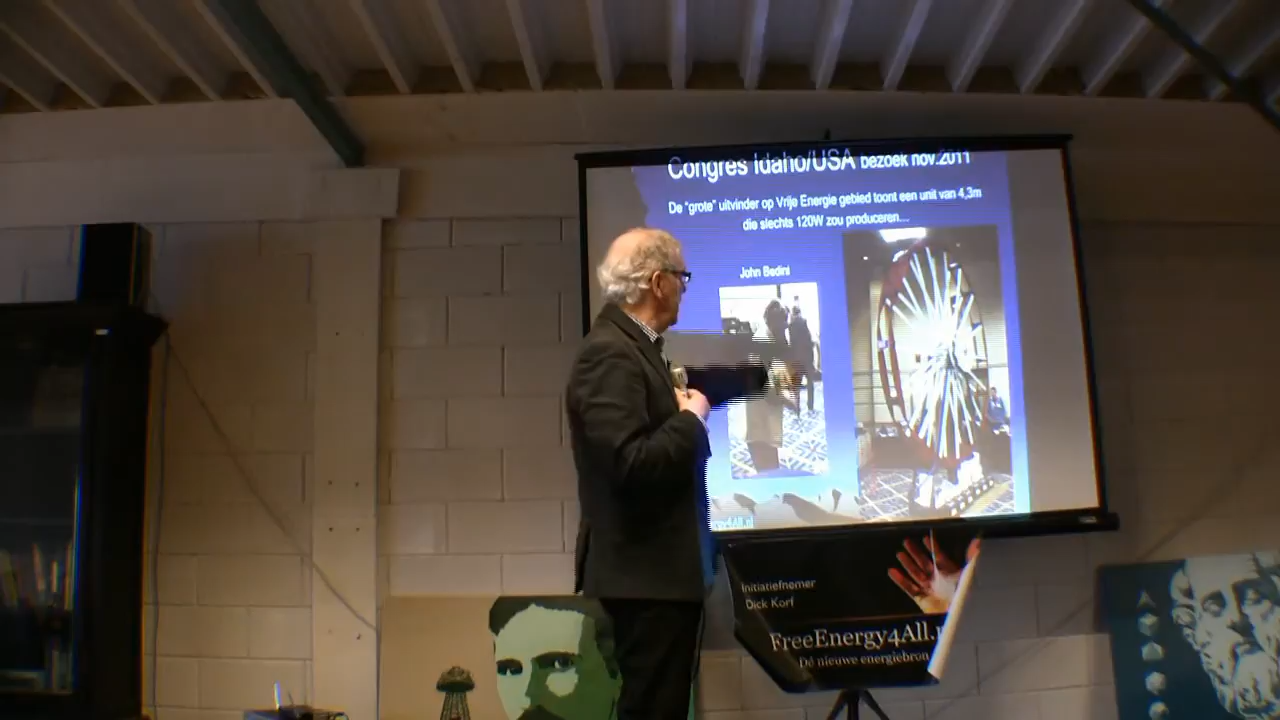 Congres Idaho/USA bezoek nov.2011
De "grote" uitvinder op Vrije Energie gebied toont een unit van 4,3m
die slechts 120W zou produceren...
John Bedini
Initiatiefnemer
Dick Korf
FreeEnergy4All.
Dé nieuwe energiebron